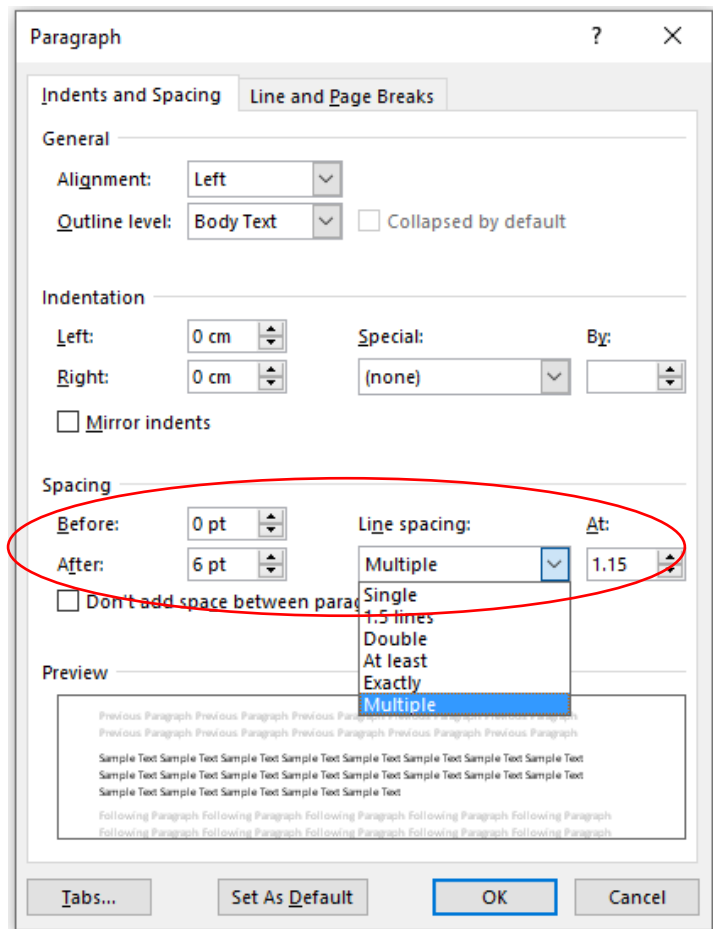 Paragraph ?
Indents and Spacing Line and Page Breaks
General
Alignment: Left
Outline level: Body Text Collapsed by default
Indentation
Left: 0 cm Special: By:
Right: 0 cm (none)
Mirror indents
Spacing
Before: 0 pt Line spacing: At:
After: 6 pt Multiple 1.15
Don't add space between parag
Single
1.5 lines
Double
At least
Exactly
Multiple
Preview
Previous Paragraph Previous Paragraph Previous Paragraph Previous Paragraph Previous Paragraph
Previous Paragraph Previous Paragraph Previous Paragraph Previous Paragraph Previous Paragraph
Sample Text Sample Text Sample Text Sample Text Sample Text Sample Text Sample Text Sample Text
Sample Text Sample Text Sample Text Sample Text Sample Text Sample Text Sample Text Sample Text
Sample Text Sample Text Sample Text Sample Text Sample Text
Following Paragraph Following Paragraph Following Paragraph Following Paragraph Following Paragraph
Following Paragraph Following Paragraph Following Paragraph Following Paragraph Following Paragraph
Tabs... Set As Default OK Cancel